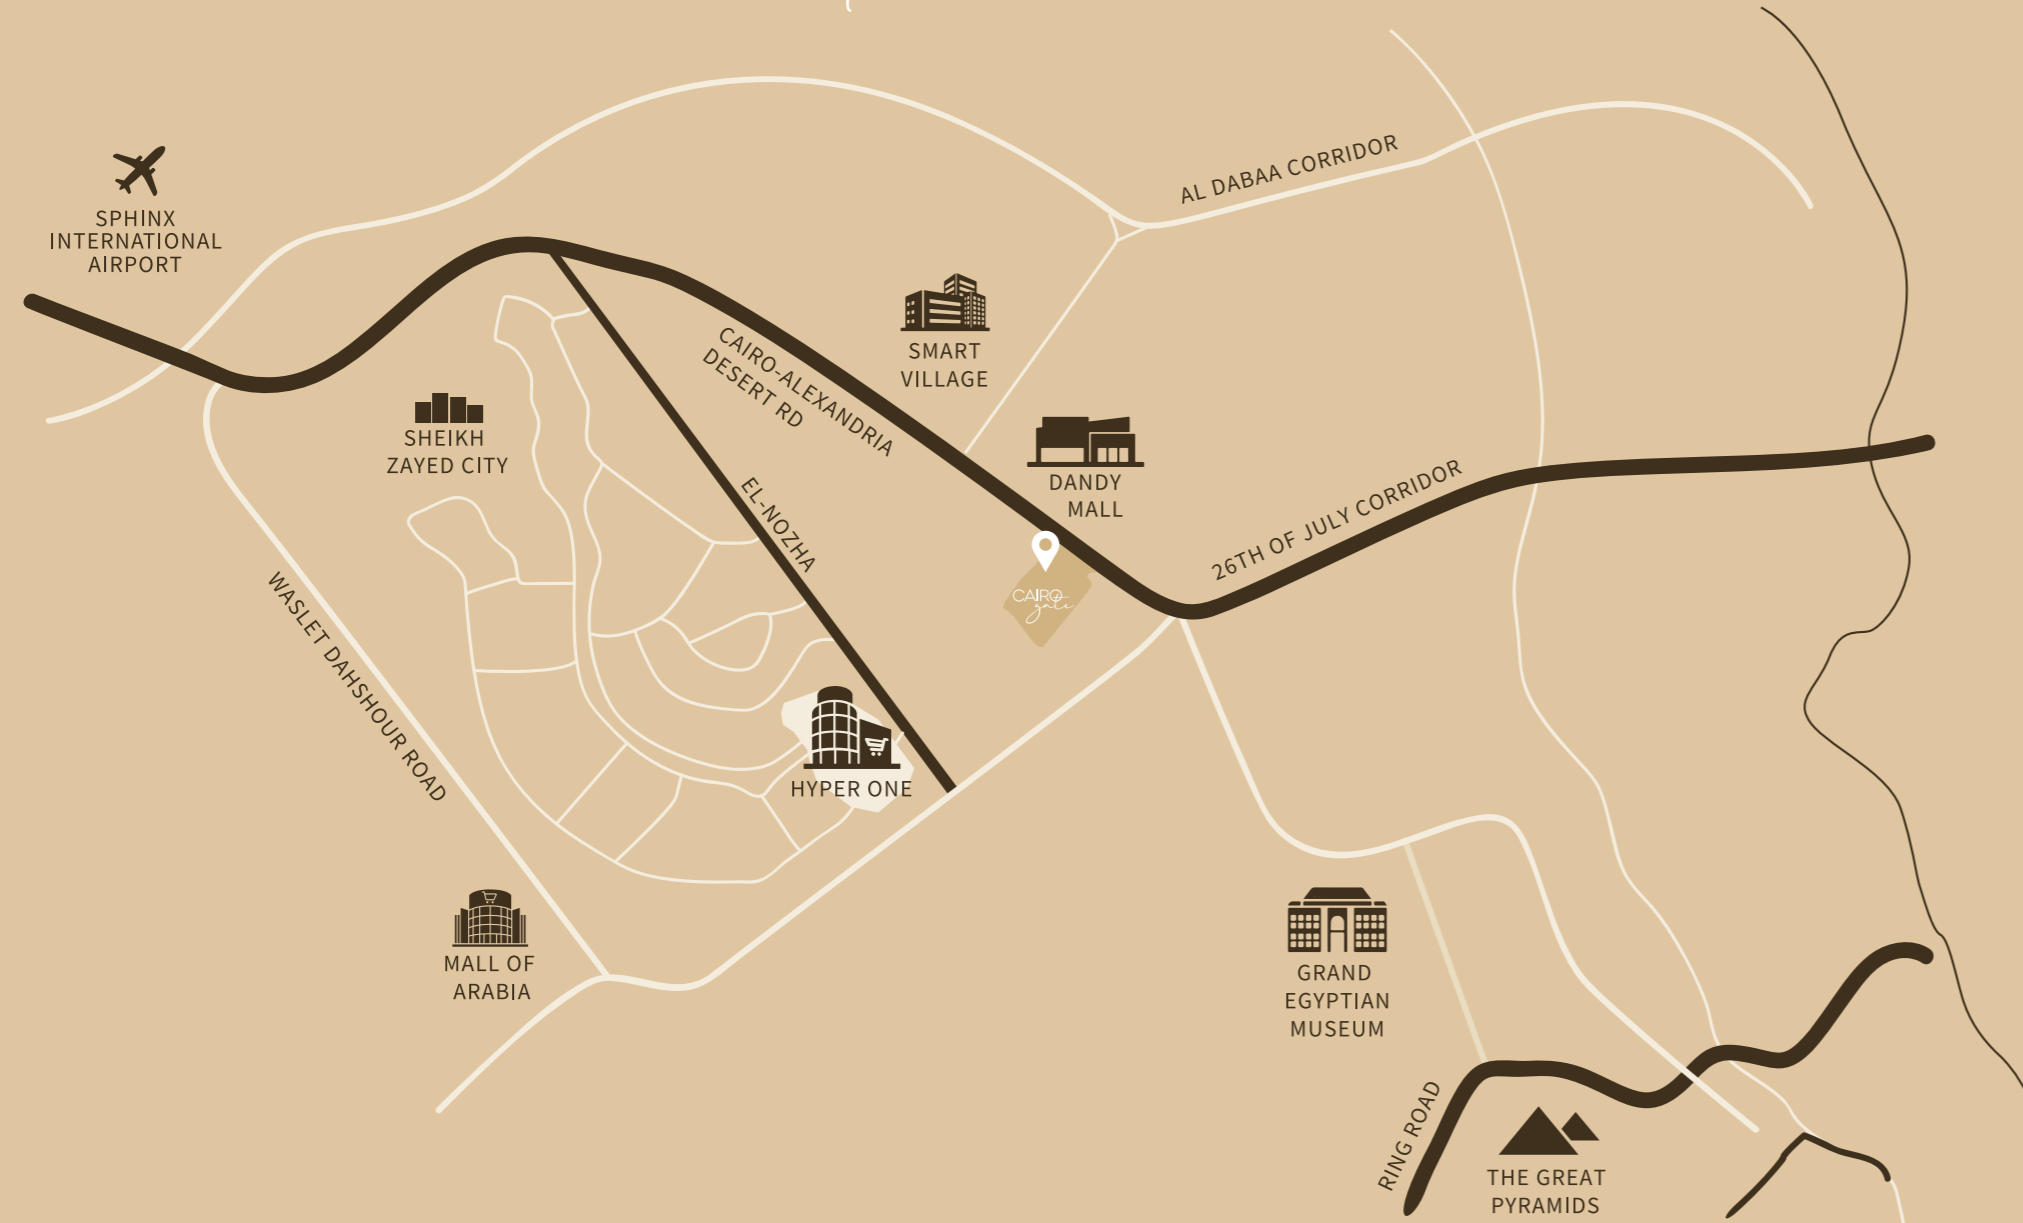 AL DABAA CORRIDOR
SPHINX
INTERNATIONAL
AIRPORT
CAIRO-ALEXANDRIA
DESERT RD
SMART
VILLAGE
SHEIKH
ZAYED CITY
DANDY
MALL
26TH OF JULY CORRIDOR
EL-NOZHA
CAIRO
gate
WASLET DAHSHOUR ROAD
HYPER ONE
MALL OF
ARABIA
GRAND
EGYPTIAN
MUSEUM
RING ROAD
THE GREAT
PYRAMIDS